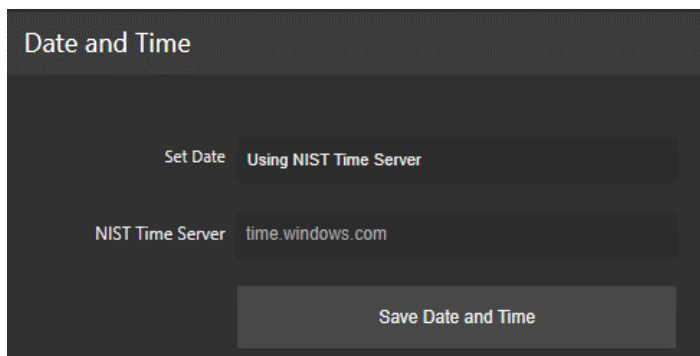 Date and Time
Set Date Using NIST Time Server
NIST Time Server time.windows.com
Save Date and Time